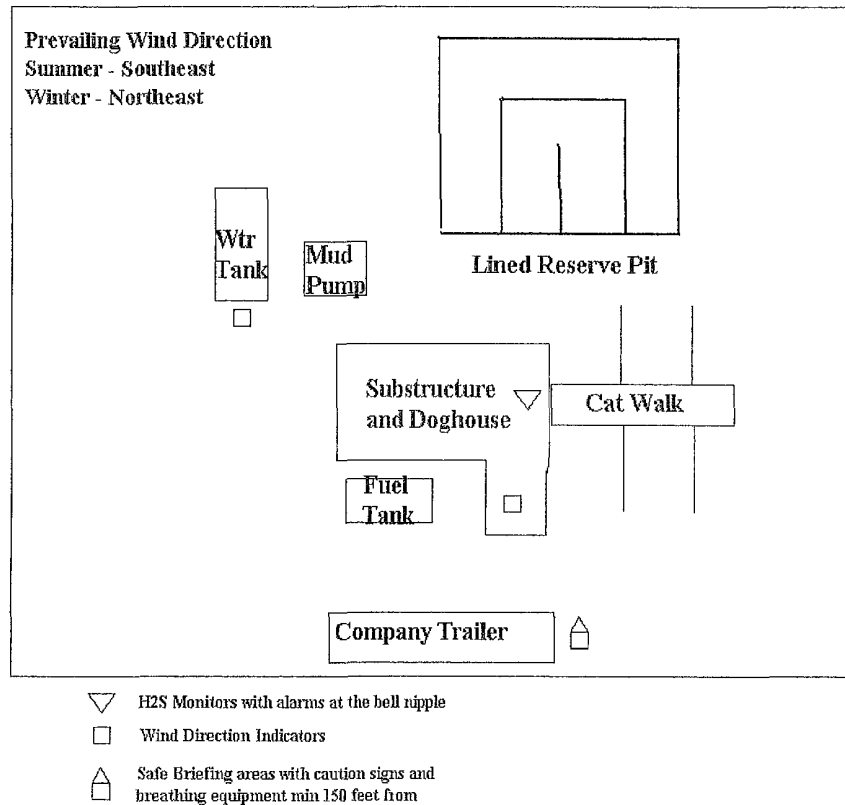 Prevailing Wind Direction
Summer - Southeast
Winter - Northeast
Wtr
Tank
Mud
Pump
Lined Reserve Pit
Substructure
and Doghouse
Cat Walk
Fuel
Tank
Company Trailer
H2S Monitors with alarms at the bell nipple
Wind Direction Indicators
Safe Briefing areas with caution signs and
breathing equipment min 150 feet from